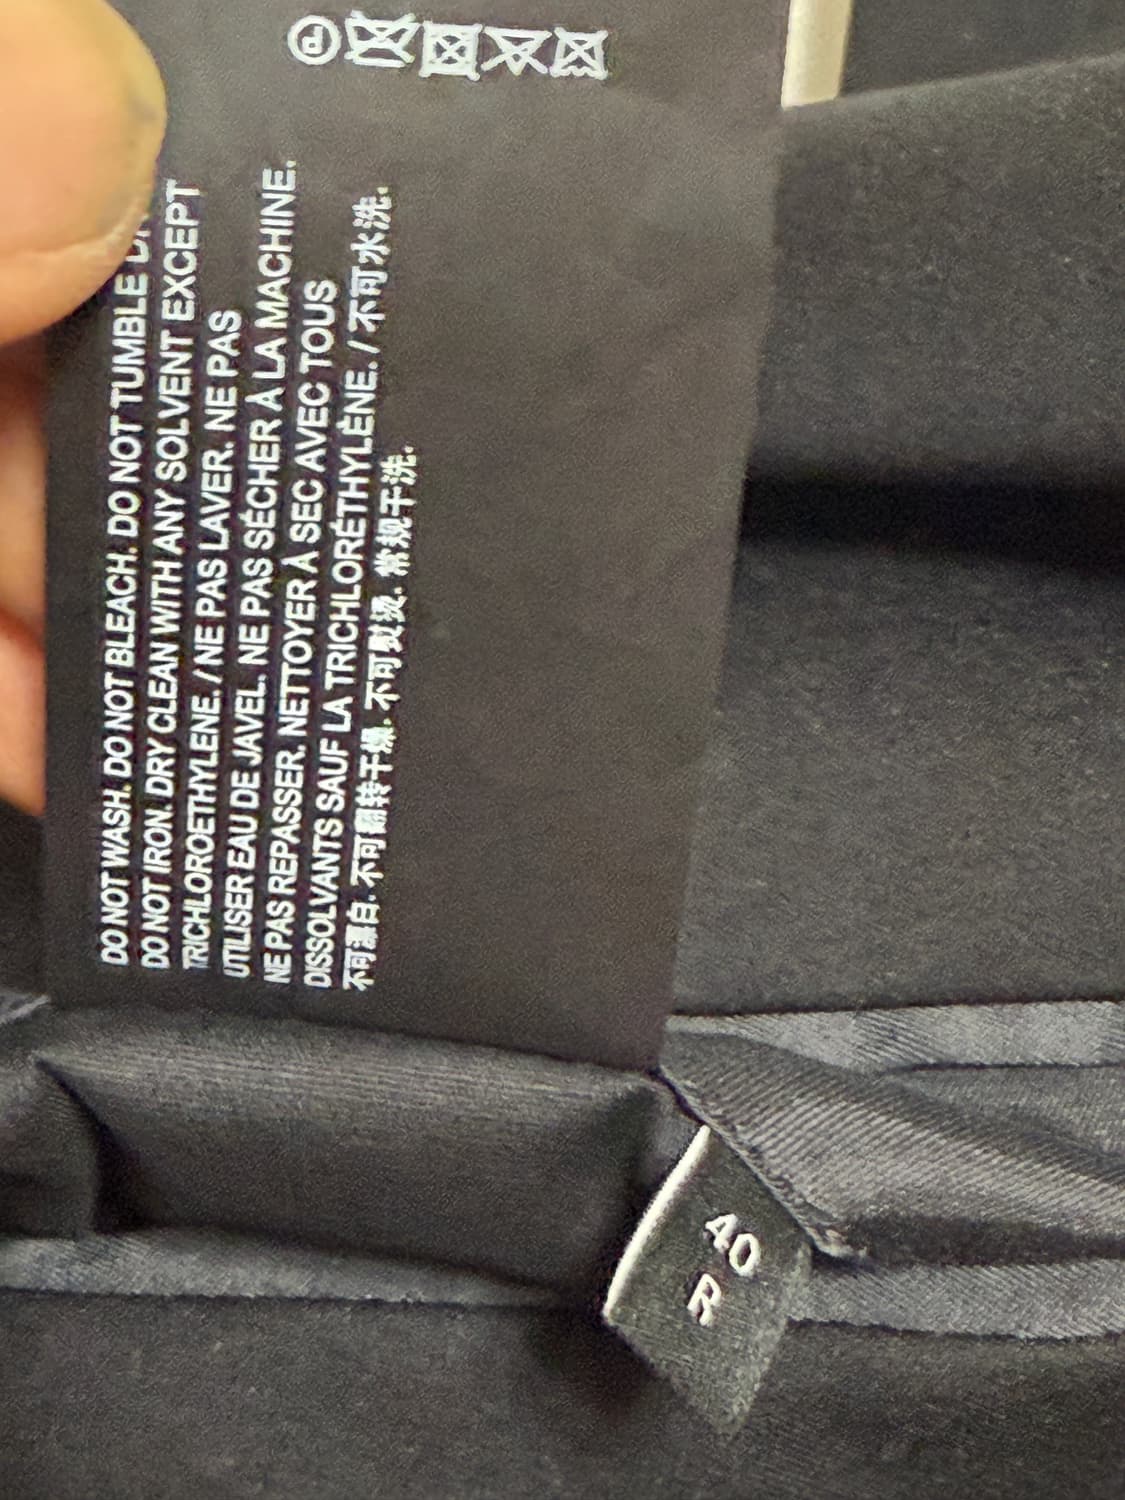 DO NOT WASH. DO NOT BLEACH. DO NOT TUMBLE
DO NOT IRON. DRY CLEAN WITH ANY SOLVENT EXCEPT
TRICHLOROETHYLENE. / NE PAS LAVER. NE PAS
UTILISER EAU DE JAVEL. NE PAS SÉCHER À LA MACHINE.
NE PAS REPASSER. NETTOYER À SEC AVEC TOUS
DISSOLVANTS SAUF LA TRICHLORÉTHYLÈNE. / 不可水洗.
不可漂白. 不可翻转干燥. 不可熨烫. 常规干洗.
P
40
R